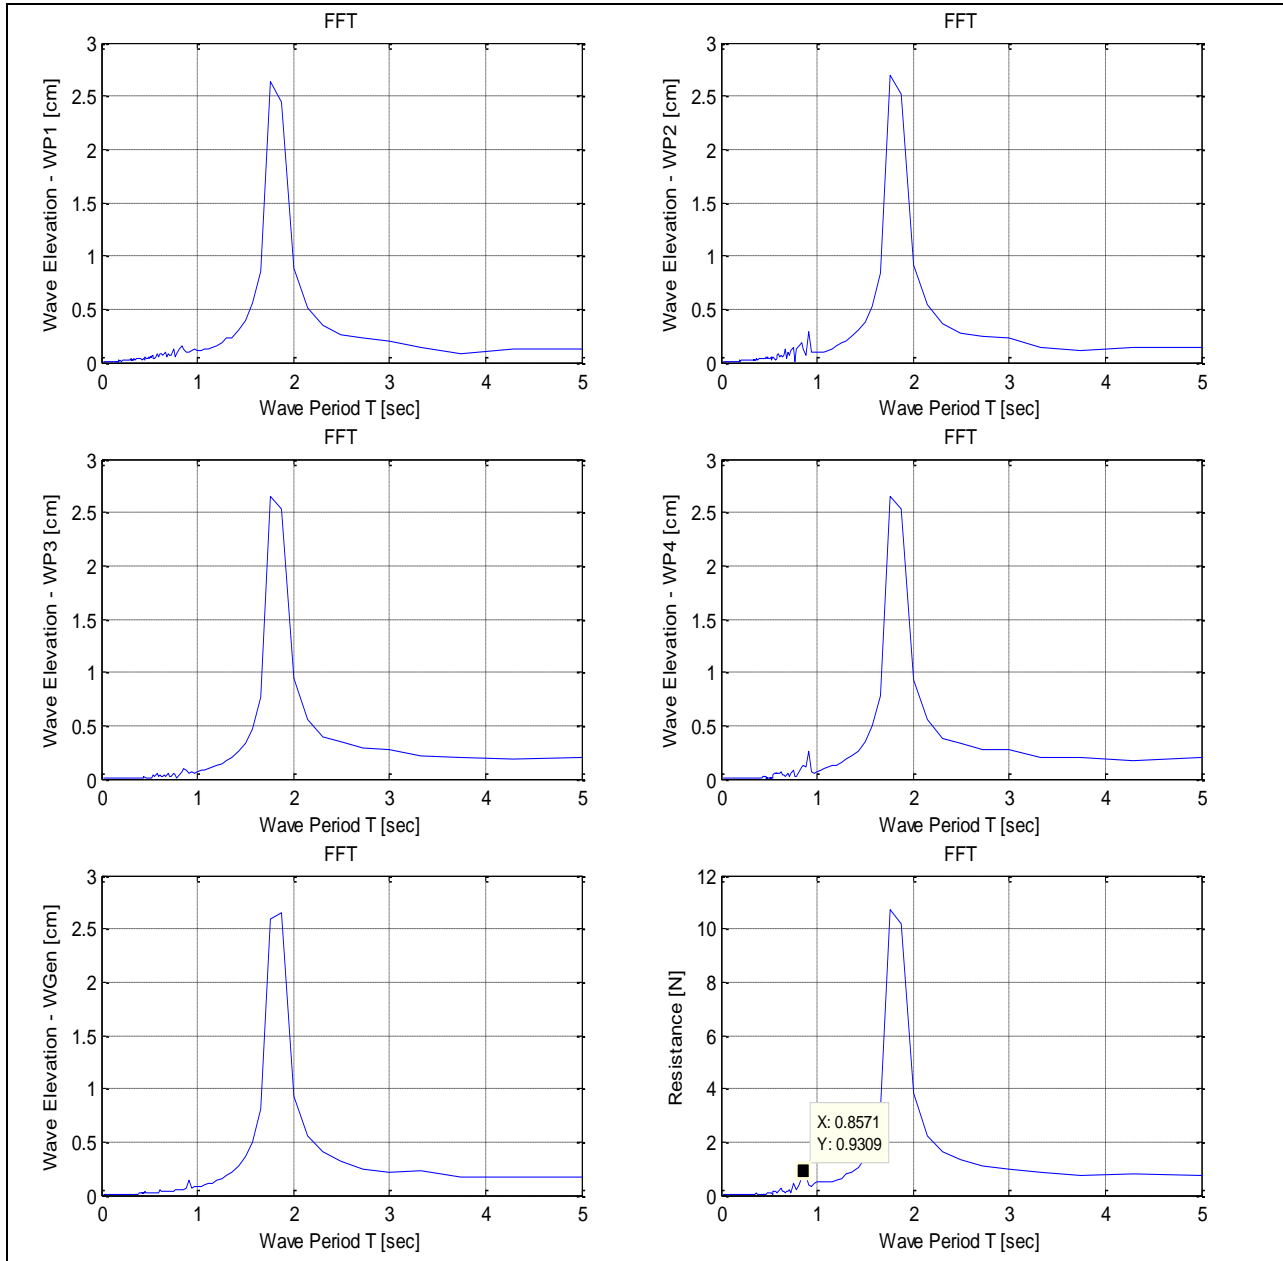 FFT
3
2.5
2
1.5
1
0.5
0
Wave Elevation - WP1 [cm]
0 1 2 3 4 5
Wave Period T [sec]
FFT
3
2.5
2
1.5
1
0.5
0
Wave Elevation - WP2 [cm]
0 1 2 3 4 5
Wave Period T [sec]
FFT
3
2.5
2
1.5
1
0.5
0
Wave Elevation - WP3 [cm]
0 1 2 3 4 5
Wave Period T [sec]
FFT
3
2.5
2
1.5
1
0.5
0
Wave Elevation - WP4 [cm]
0 1 2 3 4 5
Wave Period T [sec]
FFT
3
2.5
2
1.5
1
0.5
0
Wave Elevation - WGen [cm]
0 1 2 3 4 5
Wave Period T [sec]
FFT
12
10
8
6
4
2
0
Resistance [N]
X: 0.8571
Y: 0.9309
0 1 2 3 4 5
Wave Period T [sec]